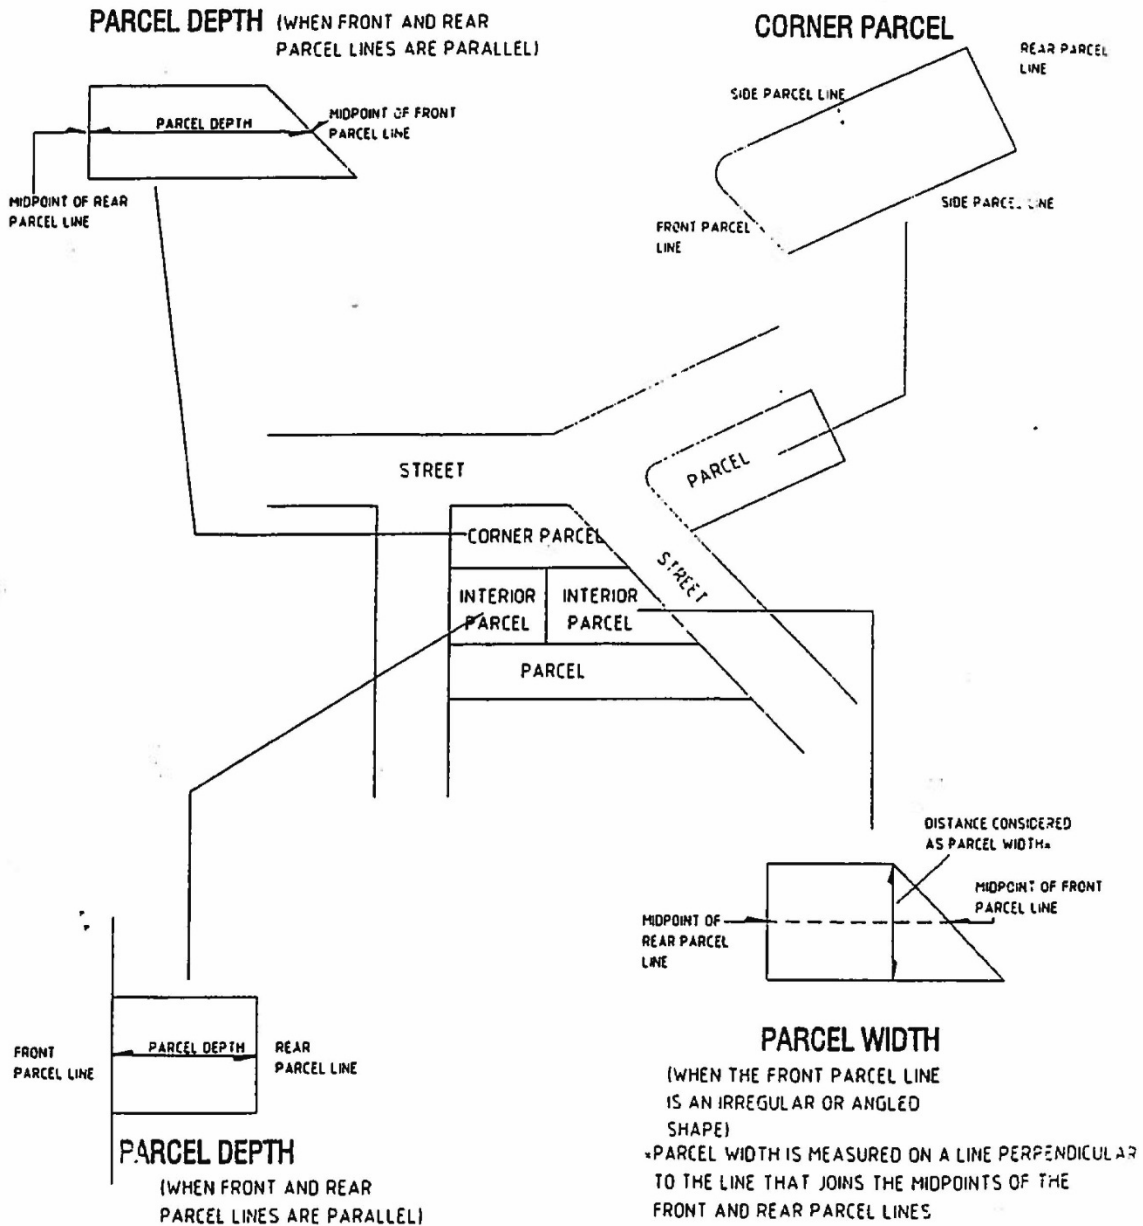 PARCEL DEPTH (WHEN FRONT AND REAR
PARCEL LINES ARE PARALLEL)
PARCEL DEPTH
MIDPOINT OF FRONT
PARCEL LINE
MIDPOINT OF REAR
PARCEL LINE
CORNER PARCEL
REAR PARCEL
LINE
SIDE PARCEL LINE
SIDE PARCEL LINE
FRONT PARCEL
LINE
STREET
PARCEL
CORNER PARCEL
STREET
INTERIOR
PARCEL
INTERIOR
PARCEL
PARCEL
DISTANCE CONSIDERED
AS PARCEL WIDTH*
MIDPOINT OF FRONT
PARCEL LINE
MIDPOINT OF
REAR PARCEL
LINE
FRONT
PARCEL LINE
PARCEL DEPTH
REAR
PARCEL LINE
PARCEL DEPTH
(WHEN FRONT AND REAR
PARCEL LINES ARE PARALLEL)
PARCEL WIDTH
(WHEN THE FRONT PARCEL LINE
IS AN IRREGULAR OR ANGLED
SHAPE)
*PARCEL WIDTH IS MEASURED ON A LINE PERPENDICULAR
TO THE LINE THAT JOINS THE MIDPOINTS OF THE
FRONT AND REAR PARCEL LINES